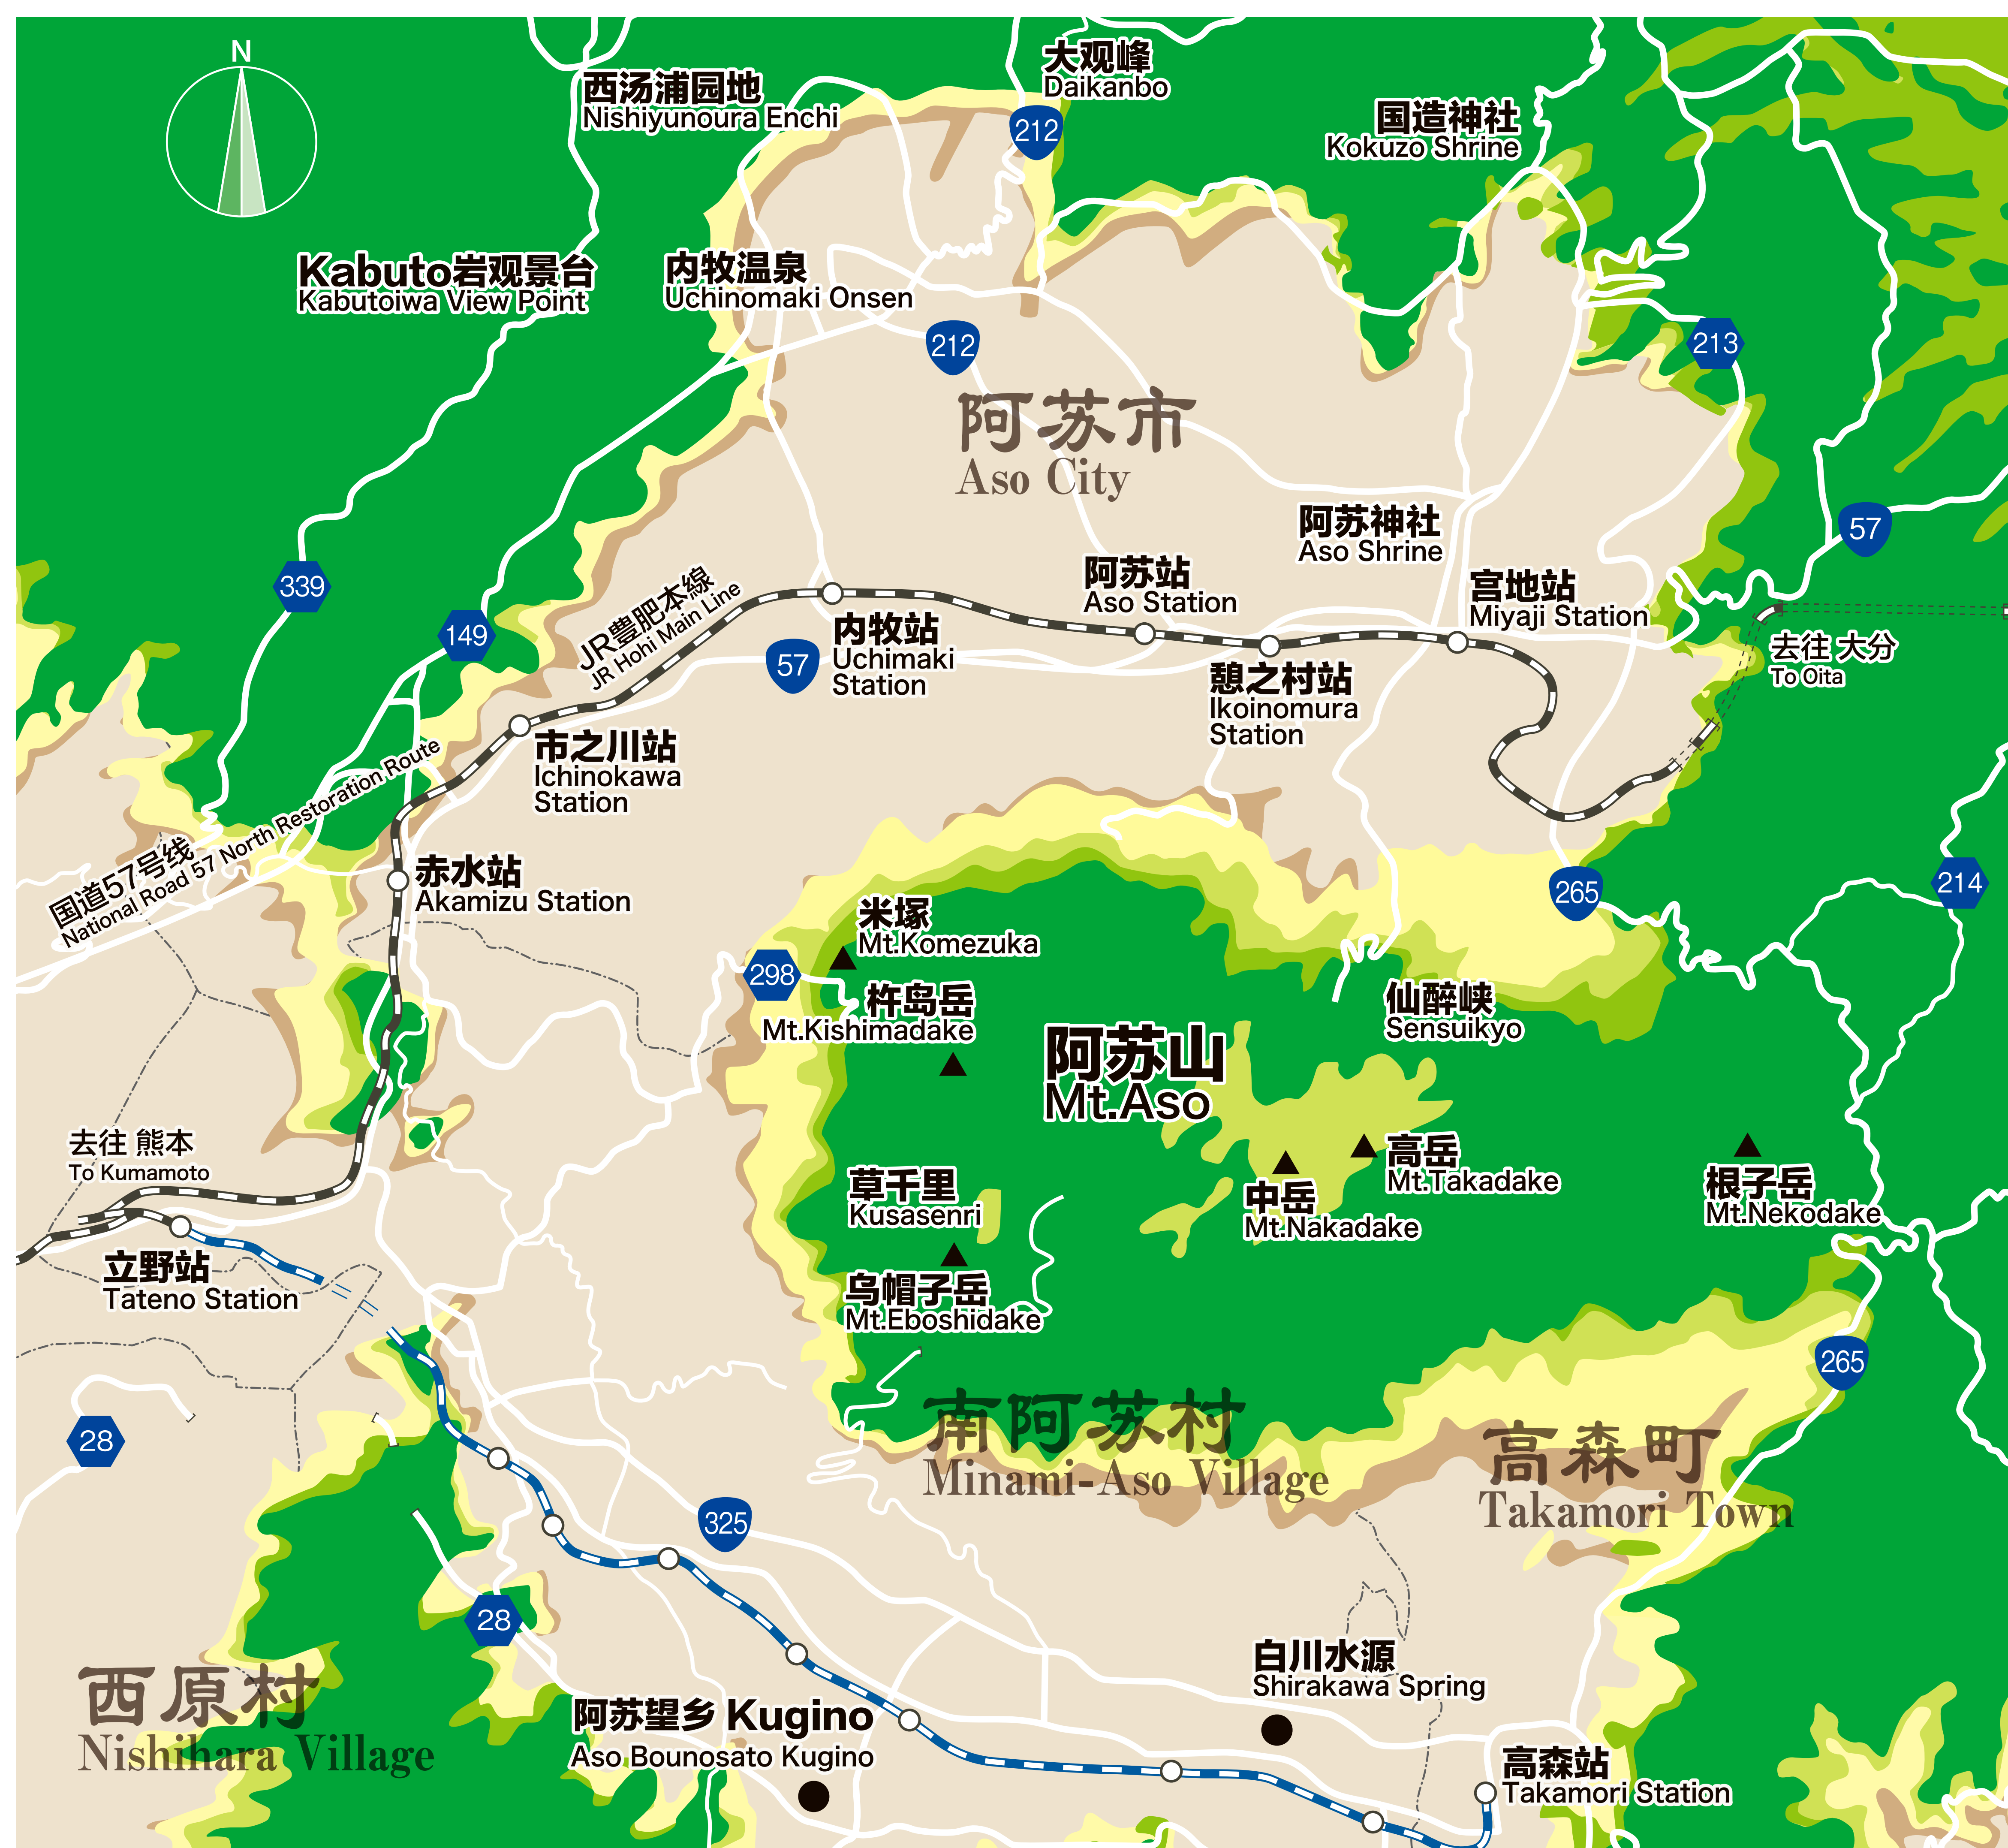 N
大观峰
Daikanbo
西汤浦园地
Nishiyunoura Enchi
国造神社
Kokuzo Shrine
212
Kabuto岩观景台
Kabutoiwa View Point
内牧温泉
Uchinomaki Onsen
212
213
阿苏市
Aso City
阿苏神社
Aso Shrine
57
339
149
JR豊肥本線
JR Hohi Main Line
阿苏站
Aso Station
宫地站
Miyaji Station
内牧站
Uchimaki
Station
57
去往 大分
To Oita
憩之村站
Ikoinomura
Station
市之川站
Ichinokawa
Station
国道57号线
National Road 57 North Restoration Route
赤水站
Akamizu Station
265
214
米塚
Mt.Komezuka
298
杵岛岳
Mt.Kishimadake
仙醉峡
Sensuikyo
阿苏山
Mt.Aso
去往 熊本
To Kumamoto
高岳
Mt.Takadake
中岳
Mt.Nakadake
根子岳
Mt.Nekodake
草千里
Kusasenri
立野站
Tateno Station
乌帽子岳
Mt.Eboshidake
265
28
南阿苏村
Minami-Aso Village
高森町
Takamori Town
325
28
西原村
Nishihara Village
白川水源
Shirakawa Spring
阿苏望乡 Kugino
Aso Bounosato Kugino
高森站
Takamori Station